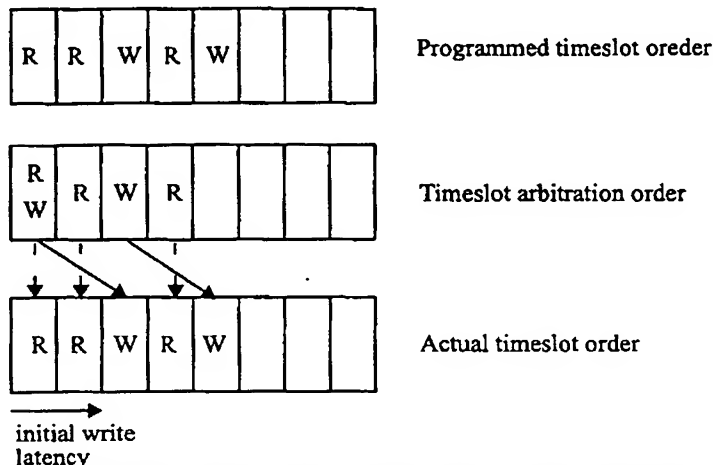 R R W R W Programmed timeslot oreder
R
W R W R Timeslot arbitration order
R R W R W Actual timeslot order
initial write
latency